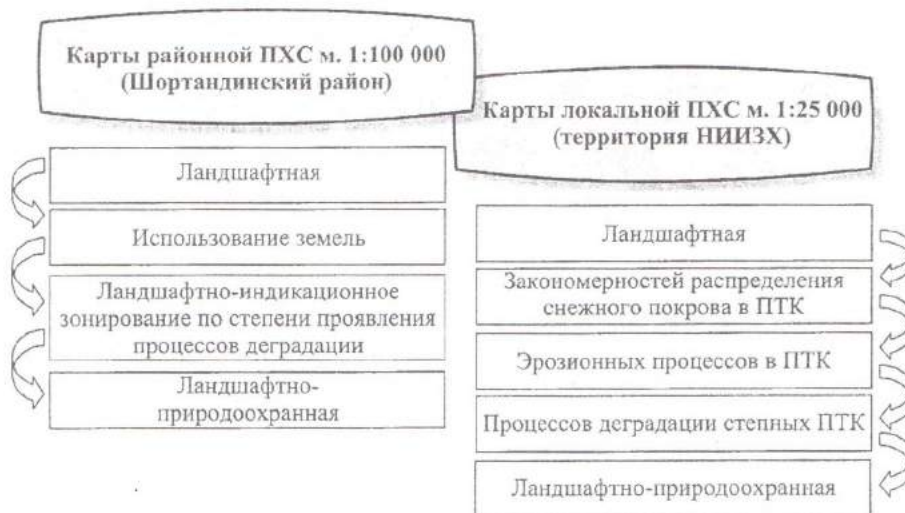 Карты районной ПХС м. 1:100 000
(Шортандинский район)
Ландшафтная
Использование земель
Ландшафтно-индикационное
зонирование по степени проявления
процессов деградации
Ландшафтно-
природоохранная
Карты локальной ПХС м. 1:25 000
(территория НИИЗХ)
Ландшафтная
Закономерностей распределения
снежного покрова в ПТК
Эрозионных процессов в ПТК
Процессов деградации степных ПТК
Ландшафтно-природоохранная